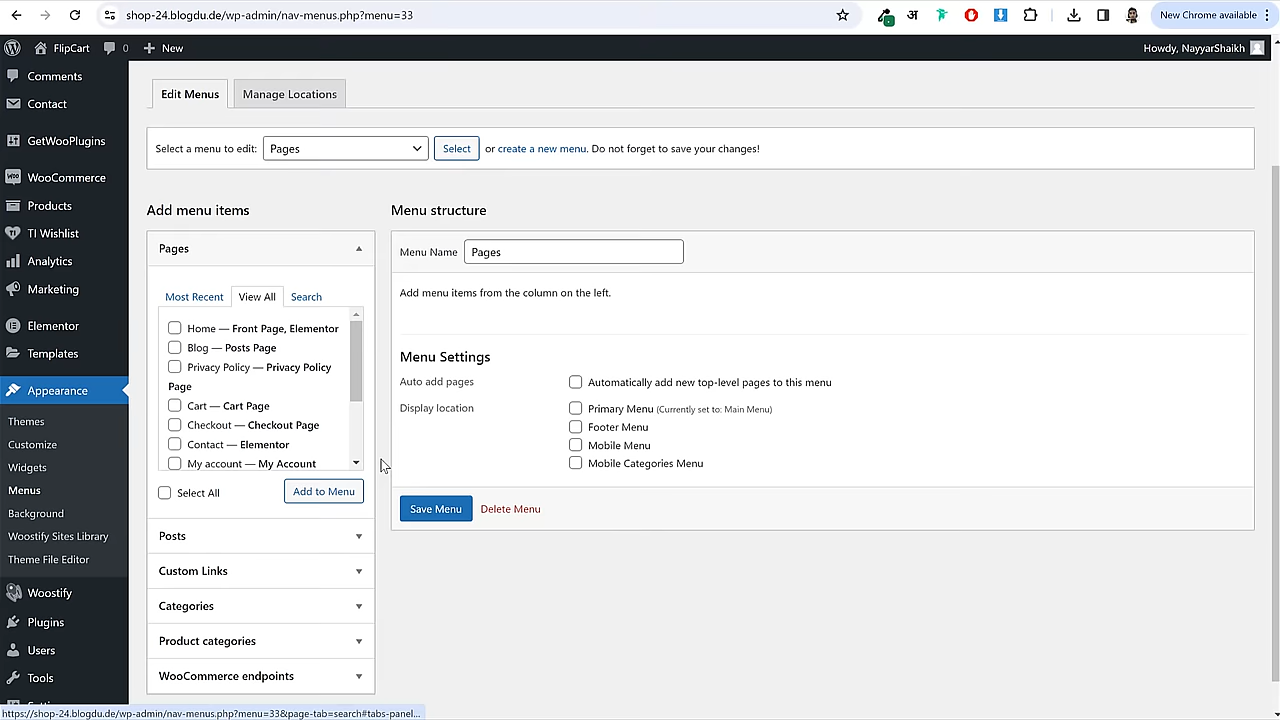 shop-24.blogdu.de/wp-admin/nav-menus.php?menu=33
अ
New Chrome available
FlipCart
0
New
Howdy, NayyarShaikh
Comments
Contact
GetWooPlugins
WooCommerce
Products
TI Wishlist
Analytics
Marketing
Elementor
Templates
Appearance
Themes
Customize
Widgets
Menus
Background
Woostify Sites Library
Theme File Editor
Woostify
Plugins
Users
Tools
Edit Menus
Manage Locations
Select a menu to edit:
Pages
Select
or create a new menu. Do not forget to save your changes!
Add menu items
Pages
Most Recent
View All
Search
Home — Front Page, Elementor
Blog — Posts Page
Privacy Policy — Privacy Policy
Page
Cart — Cart Page
Checkout — Checkout Page
Contact — Elementor
My account — My Account
Select All
Add to Menu
Posts
Custom Links
Categories
Product categories
WooCommerce endpoints
Menu structure
Menu Name
Pages
Add menu items from the column on the left.
Menu Settings
Auto add pages
Automatically add new top-level pages to this menu
Display location
Primary Menu (Currently set to: Main Menu)
Footer Menu
Mobile Menu
Mobile Categories Menu
Save Menu
Delete Menu
https://shop-24.blogdu.de/wp-admin/nav-menus.php?menu=33&page-tab=search#tabs-panel...